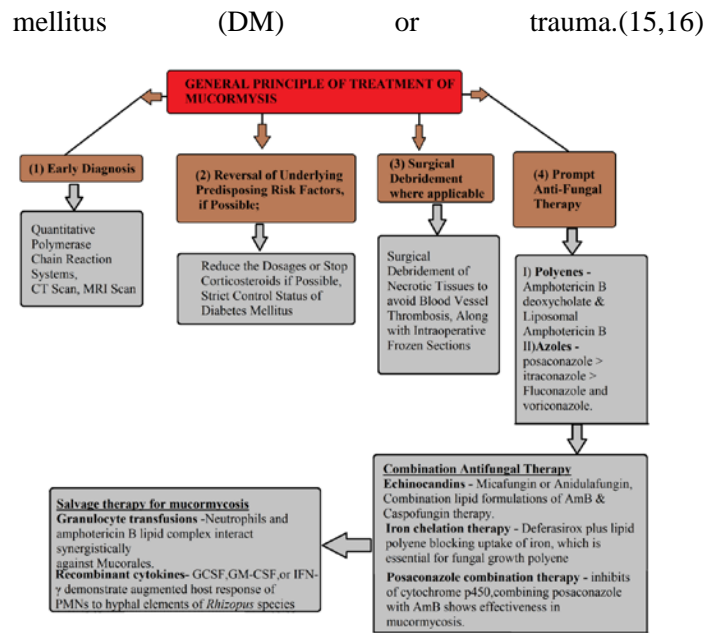 mellitus (DM) or trauma.(15,16)
GENERAL PRINCIPLE OF TREATMENT OF
MUCORMYSIS
(1) Early Diagnosis
Quantitative
Polymerase
Chain Reaction
Systems,
CT Scan, MRI Scan
(2) Reversal of Underlying
Predisposing Risk Factors,
if Possible;
Reduce the Dosages or Stop
Corticosteroids if Possible,
Strict Control Status of
Diabetes Mellitus
(3) Surgical
Debridement
where applicable
Surgical
Debridement of
Necrotic Tissues to
avoid Blood Vessel
Thrombosis, Along
with Intraoperative
Frozen Sections
(4) Prompt
Anti-Fungal
Therapy
I) Polyenes -
Amphotericin B
deoxycholate &
Liposomal
Amphotericin B
II)Azoles -
posaconazole >
itraconazole >
Fluconazole and
voriconazole.
Combination Antifungal Therapy
Echinocandins - Micafungin or Anidulafungin,
Combination lipid formulations of AmB &
Caspofungin therapy.
Iron chelation therapy - Deferasirox plus lipid
polyene blocking uptake of iron, which is
essential for fungal growth polyene
Posaconazole combination therapy - inhibits
of cytochrome p450,combining posaconazole
with AmB shows effectiveness in
mucormycosis.
Salvage therapy for mucormycosis
Granulocyte transfusions -Neutrophils and
amphotericin B lipid complex interact
synergistically
against Mucorales.
Recombinant cytokines- GCSF,GM-CSF,or IFN-
γ demonstrate augmented host response of
PMNs to hyphal elements of Rhizopus species